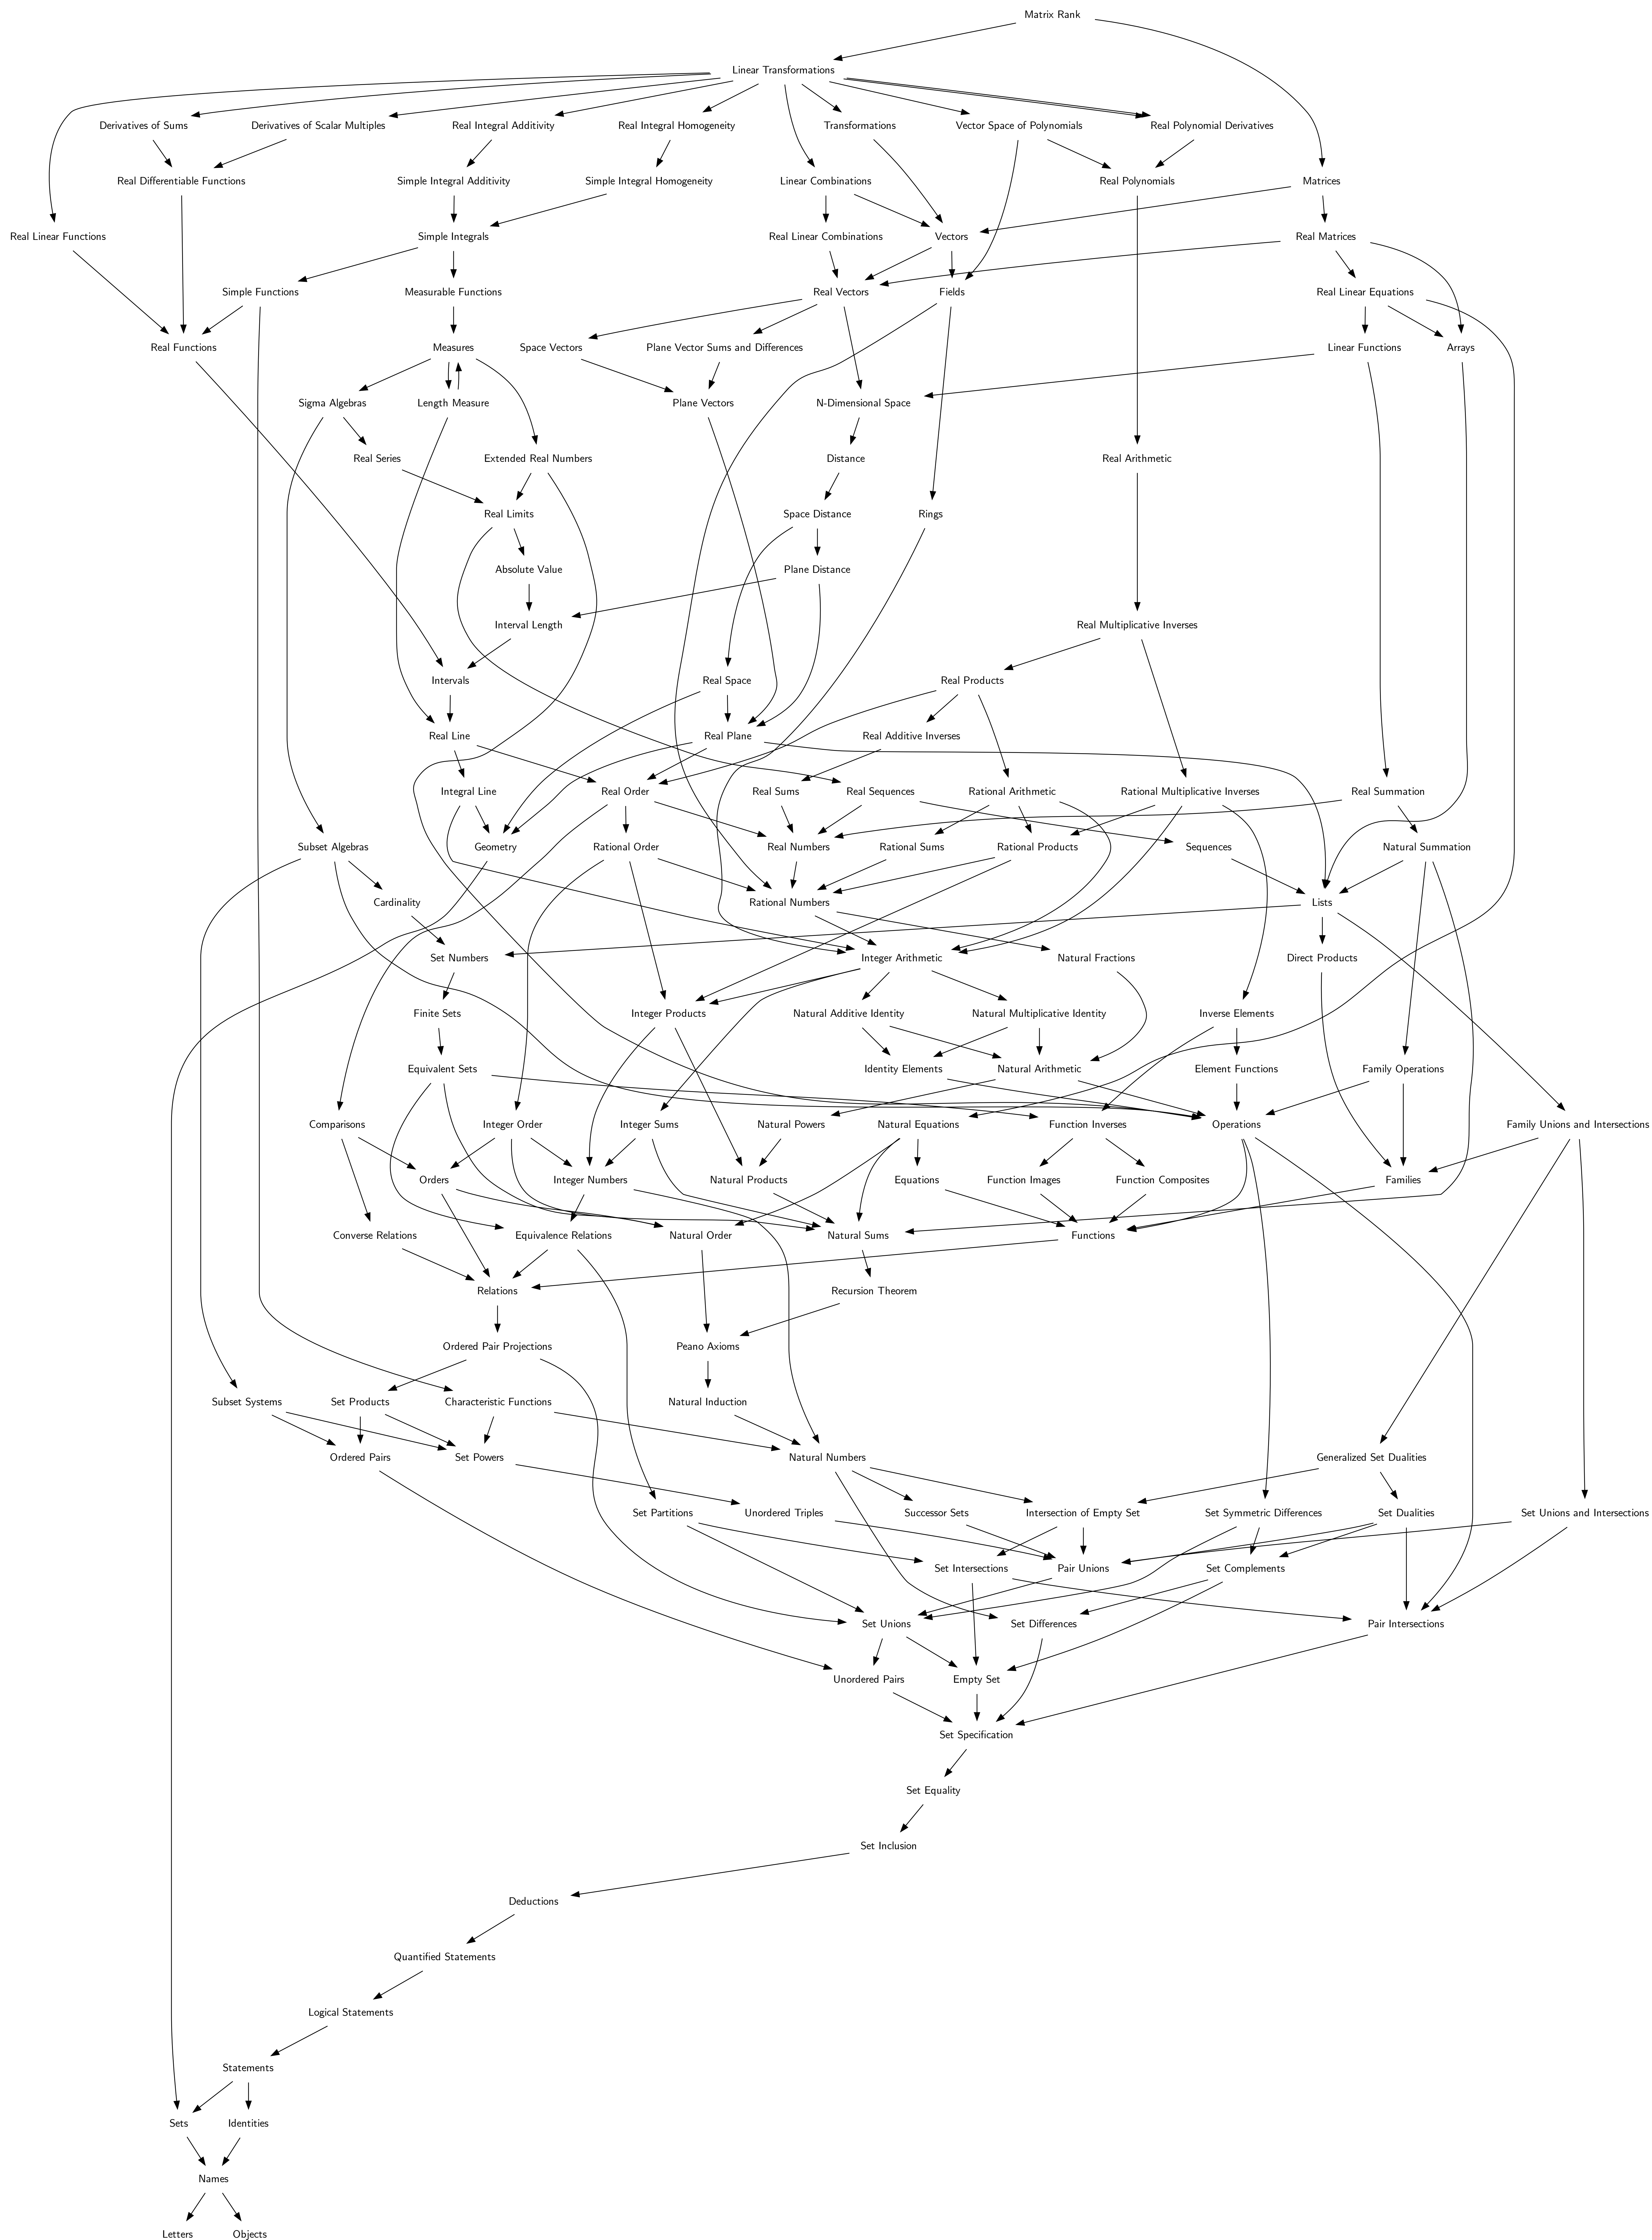 Matrix Rank
Linear Transformations
Derivatives of Sums
Derivatives of Scalar Multiples
Real Integral Additivity
Real Integral Homogeneity
Transformations
Vector Space of Polynomials
Real Polynomial Derivatives
Real Differentiable Functions
Simple Integral Additivity
Simple Integral Homogeneity
Linear Combinations
Real Polynomials
Matrices
Real Linear Functions
Simple Integrals
Real Linear Combinations
Vectors
Real Matrices
Simple Functions
Measurable Functions
Real Vectors
Fields
Real Linear Equations
Real Functions
Measures
Space Vectors
Plane Vector Sums and Differences
Linear Functions
Arrays
Sigma Algebras
Length Measure
Plane Vectors
N-Dimensional Space
Real Series
Extended Real Numbers
Distance
Real Arithmetic
Real Limits
Space Distance
Rings
Absolute Value
Plane Distance
Interval Length
Real Multiplicative Inverses
Intervals
Real Space
Real Products
Real Line
Real Plane
Real Additive Inverses
Integral Line
Real Order
Real Sums
Real Sequences
Rational Arithmetic
Rational Multiplicative Inverses
Real Summation
Subset Algebras
Geometry
Rational Order
Real Numbers
Rational Sums
Rational Products
Sequences
Natural Summation
Cardinality
Rational Numbers
Lists
Set Numbers
Integer Arithmetic
Natural Fractions
Direct Products
Finite Sets
Integer Products
Natural Additive Identity
Natural Multiplicative Identity
Inverse Elements
Equivalent Sets
Identity Elements
Natural Arithmetic
Element Functions
Family Operations
Comparisons
Integer Order
Integer Sums
Natural Powers
Natural Equations
Function Inverses
Operations
Family Unions and Intersections
Orders
Integer Numbers
Natural Products
Equations
Function Images
Function Composites
Families
Converse Relations
Equivalence Relations
Natural Order
Natural Sums
Functions
Relations
Recursion Theorem
Ordered Pair Projections
Peano Axioms
Subset Systems
Set Products
Characteristic Functions
Natural Induction
Ordered Pairs
Set Powers
Natural Numbers
Generalized Set Dualities
Set Partitions
Unordered Triples
Successor Sets
Intersection of Empty Set
Set Symmetric Differences
Set Dualities
Set Unions and Intersections
Set Intersections
Pair Unions
Set Complements
Set Unions
Set Differences
Pair Intersections
Unordered Pairs
Empty Set
Set Specification
Set Equality
Set Inclusion
Deductions
Quantified Statements
Logical Statements
Statements
Sets
Identities
Names
Letters
Objects